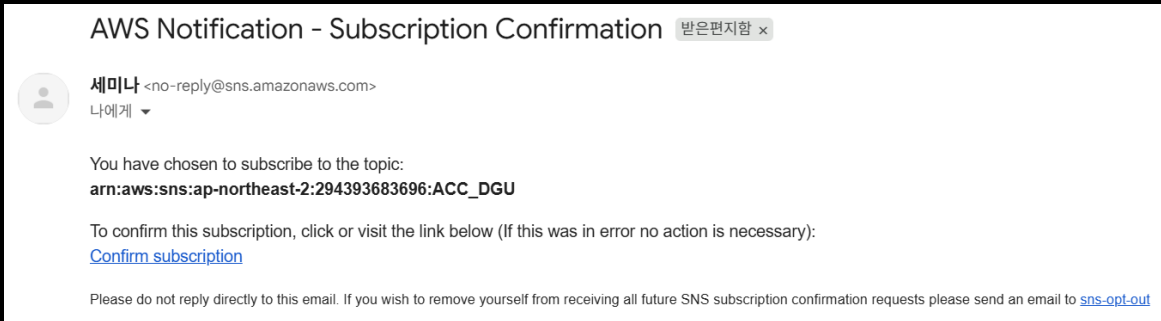 AWS Notification - Subscription Confirmation 받은편지함 ×
세미나 <no-reply@sns.amazonaws.com>
나에게
You have chosen to subscribe to the topic:
arn:aws:sns:ap-northeast-2:294393683696:ACC_DGU
To confirm this subscription, click or visit the link below (If this was in error no action is necessary):
Confirm subscription
Please do not reply directly to this email. If you wish to remove yourself from receiving all future SNS subscription confirmation requests please send an email to sns-opt-out